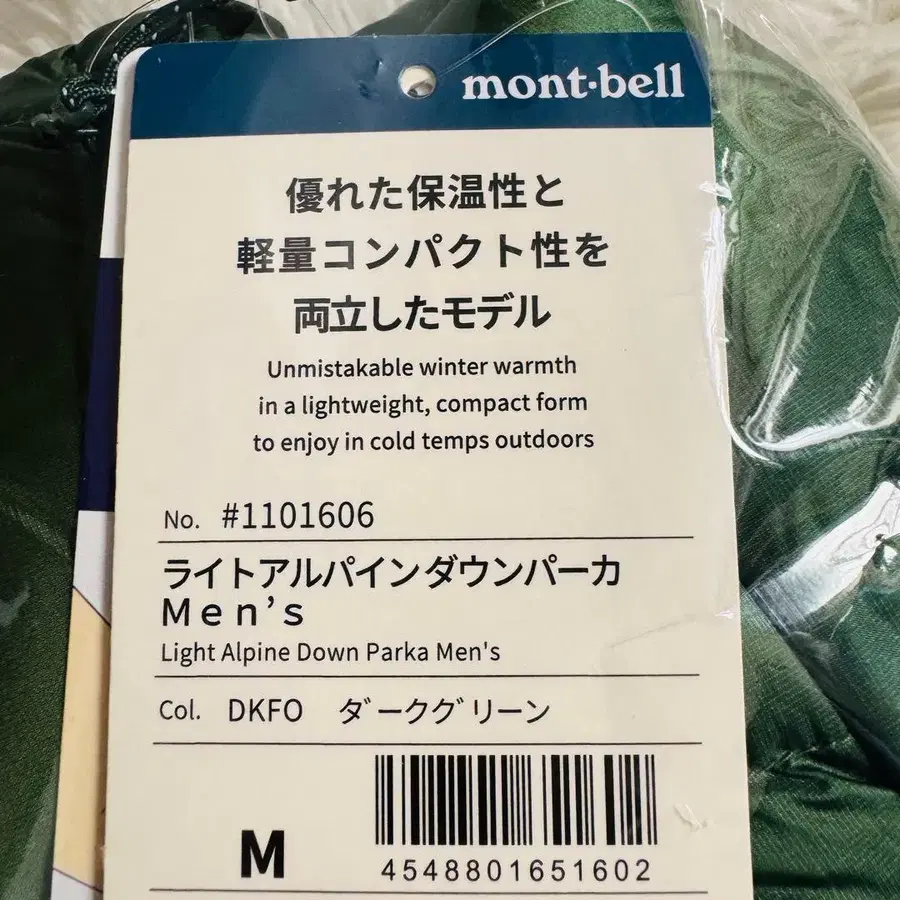 mont·bell
優れた保温性と
軽量コンパクト性を
両立したモデル
Unmistakable winter warmth
in a lightweight, compact form
to enjoy in cold temps outdoors
No. #1101606
ライトアルパインダウンパーカ
Ｍｅｎ’ｓ
Light Alpine Down Parka Men's
Col. DKFO ダークグリーン
M
4548801651602